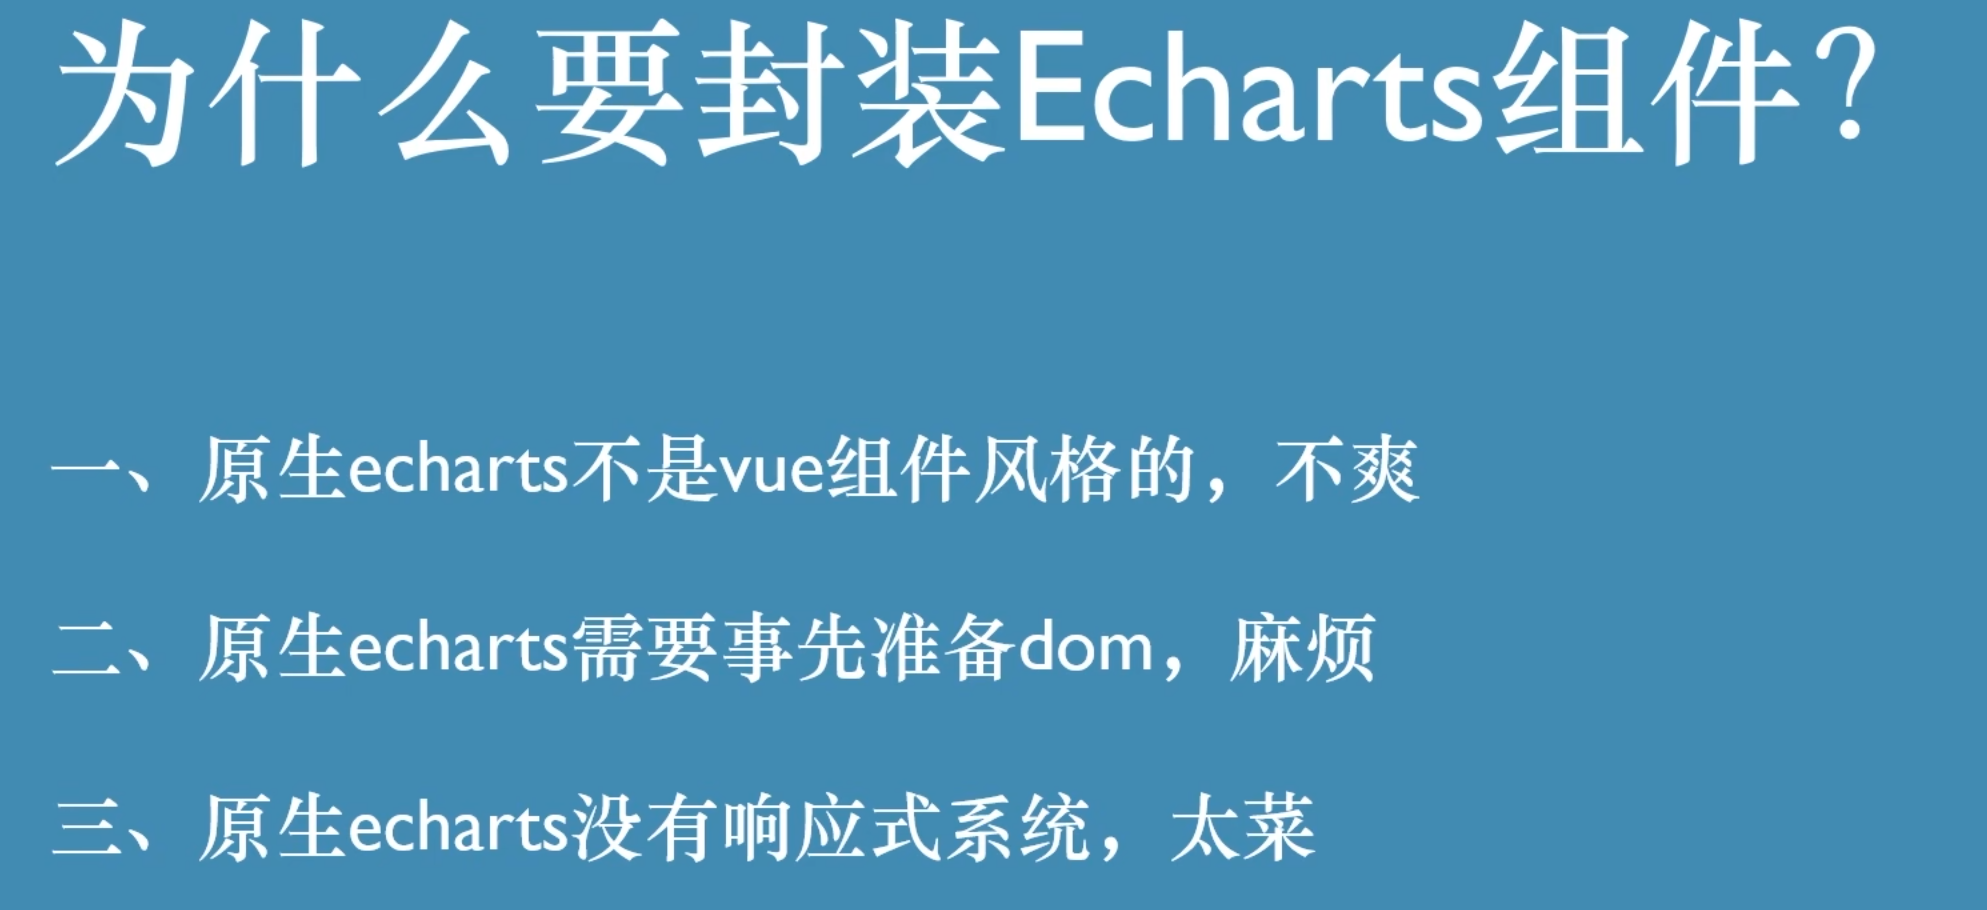 为什么要封装Echarts组件？
一、原生echarts不是vue组件风格的，不爽
二、原生echarts需要事先准备dom，麻烦
三、原生echarts没有响应式系统，太菜